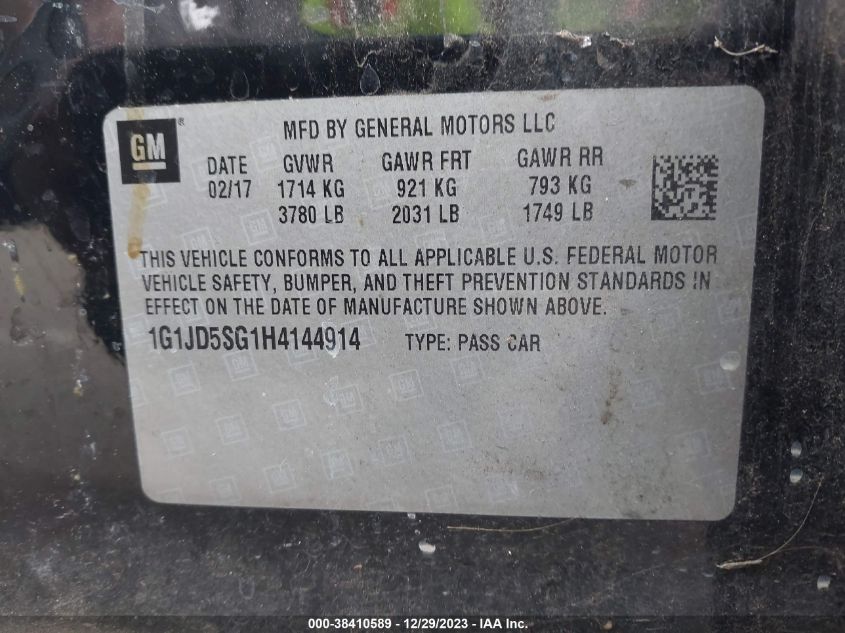 GM ®
MFD BY GENERAL MOTORS LLC
DATE GVWR GAWR FRT GAWR RR
02/17 1714 KG 921 KG 793 KG
3780 LB 2031 LB 1749 LB
THIS VEHICLE CONFORMS TO ALL APPLICABLE U.S. FEDERAL MOTOR
VEHICLE SAFETY, BUMPER, AND THEFT PREVENTION STANDARDS IN
EFFECT ON THE DATE OF MANUFACTURE SHOWN ABOVE.
1G1JD5SG1H4144914 TYPE: PASS CAR
000-38410589 - 12/29/2023 - IAA Inc.